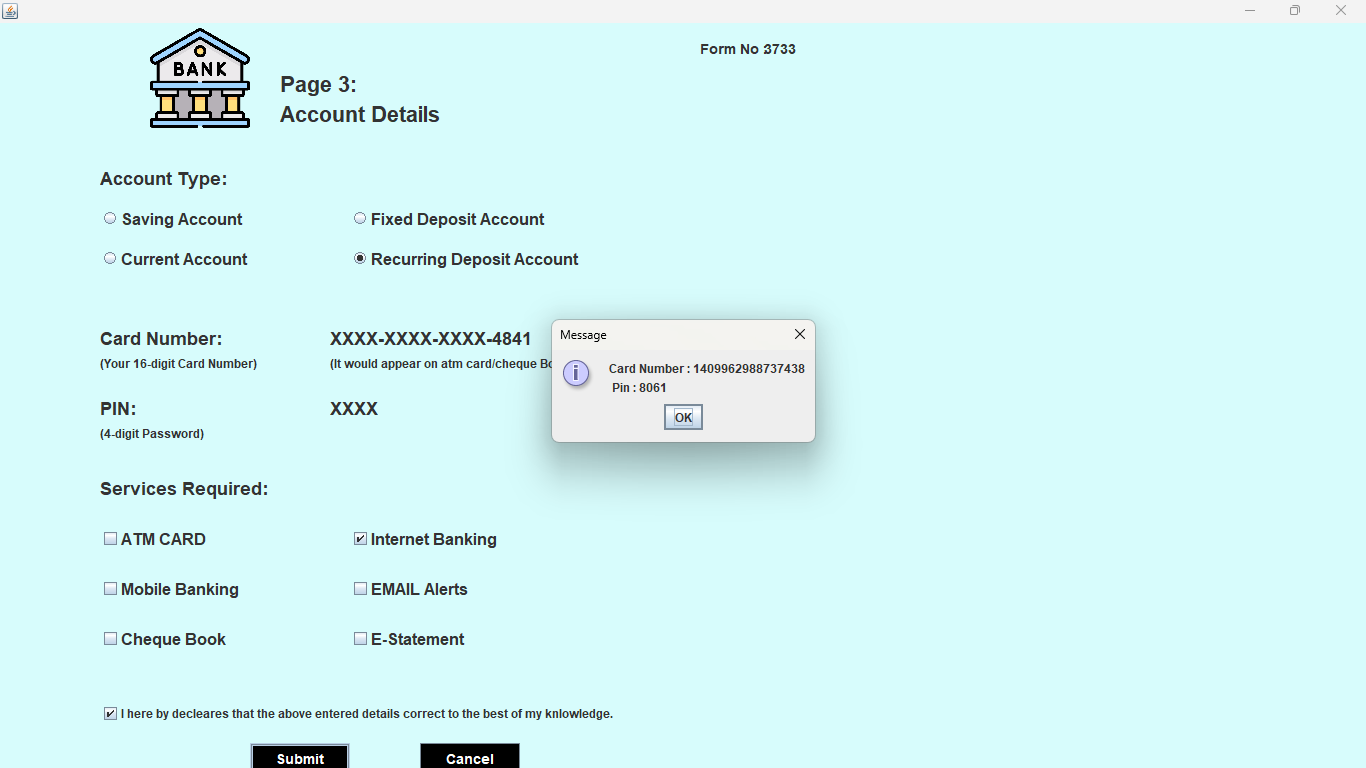 BANK
Form No 3733
Page 3:
Account Details
Account Type:
Saving Account
Fixed Deposit Account
Current Account
Recurring Deposit Account
Card Number:
XXXX-XXXX-XXXX-4841
(Your 16-digit Card Number)
(It would appear on atm card/cheque Bo
Message
Card Number : 1409962988737438
Pin : 8061
OK
PIN:
XXXX
(4-digit Password)
Services Required:
ATM CARD
Internet Banking
Mobile Banking
EMAIL Alerts
Cheque Book
E-Statement
I here by decleares that the above entered details correct to the best of my knlowledge.
Submit
Cancel